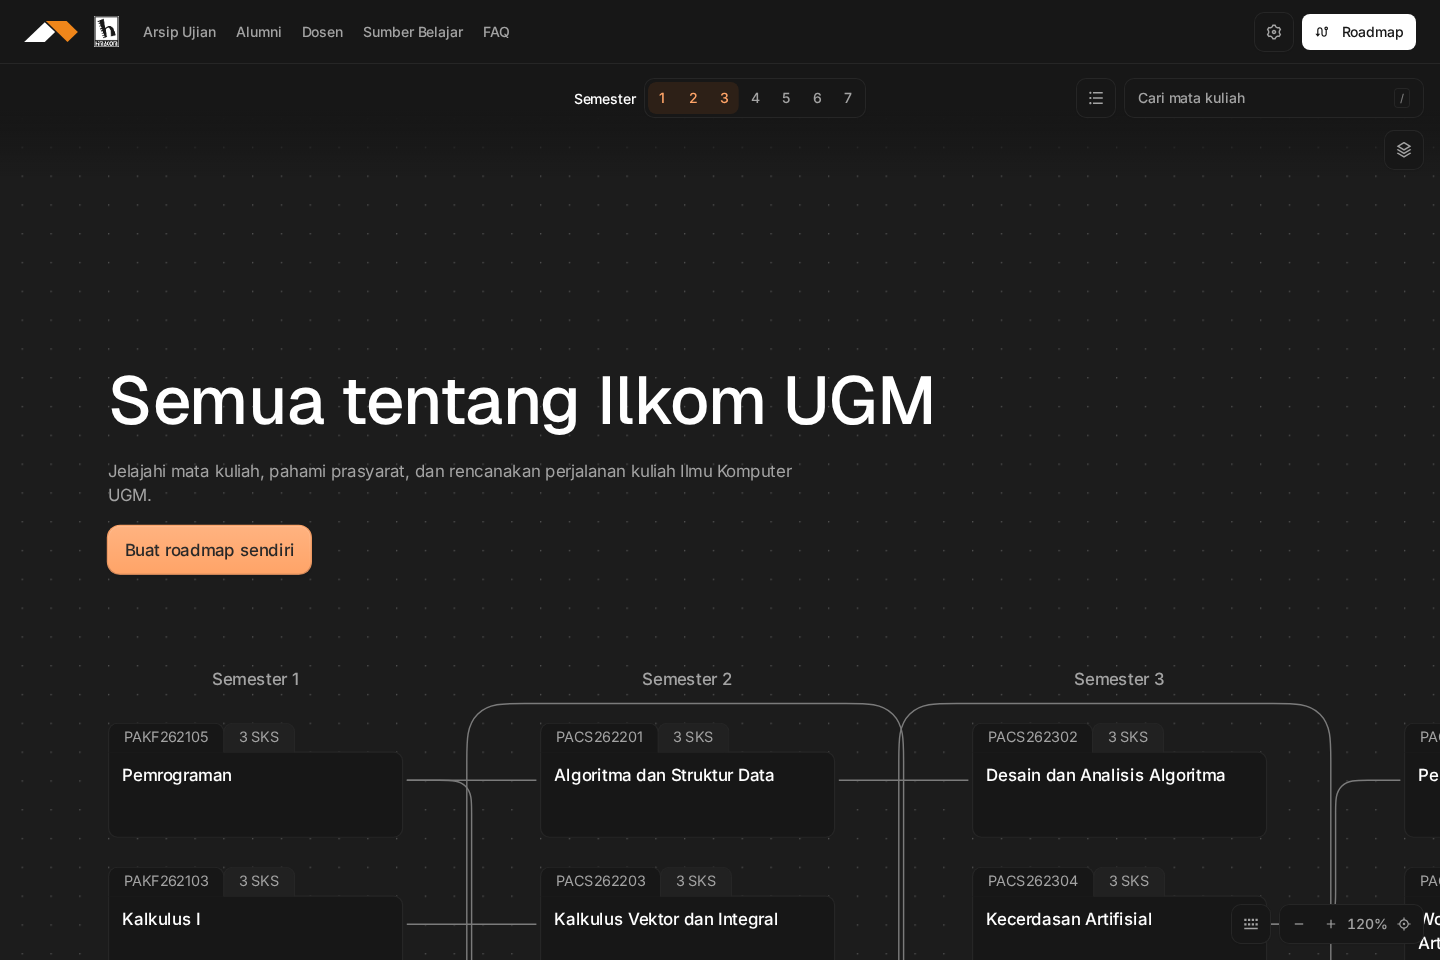 Arsip Ujian Alumni Dosen Sumber Belajar FAQ Roadmap
Semester 1 2 3 4 5 6 7 Cari mata kuliah /
Semua tentang Ilkom UGM
Jelajahi mata kuliah, pahami prasyarat, dan rencanakan perjalanan kuliah Ilmu Komputer
UGM.
Buat roadmap sendiri
Semester 1 Semester 2 Semester 3
PAKF262105 3 SKS PACS262201 3 SKS PACS262302 3 SKS
Pemrograman Algoritma dan Struktur Data Desain dan Analisis Algoritma
PAKF262103 3 SKS PACS262203 3 SKS PACS262304 3 SKS
Kalkulus I Kalkulus Vektor dan Integral Kecerdasan Artifisial
120%